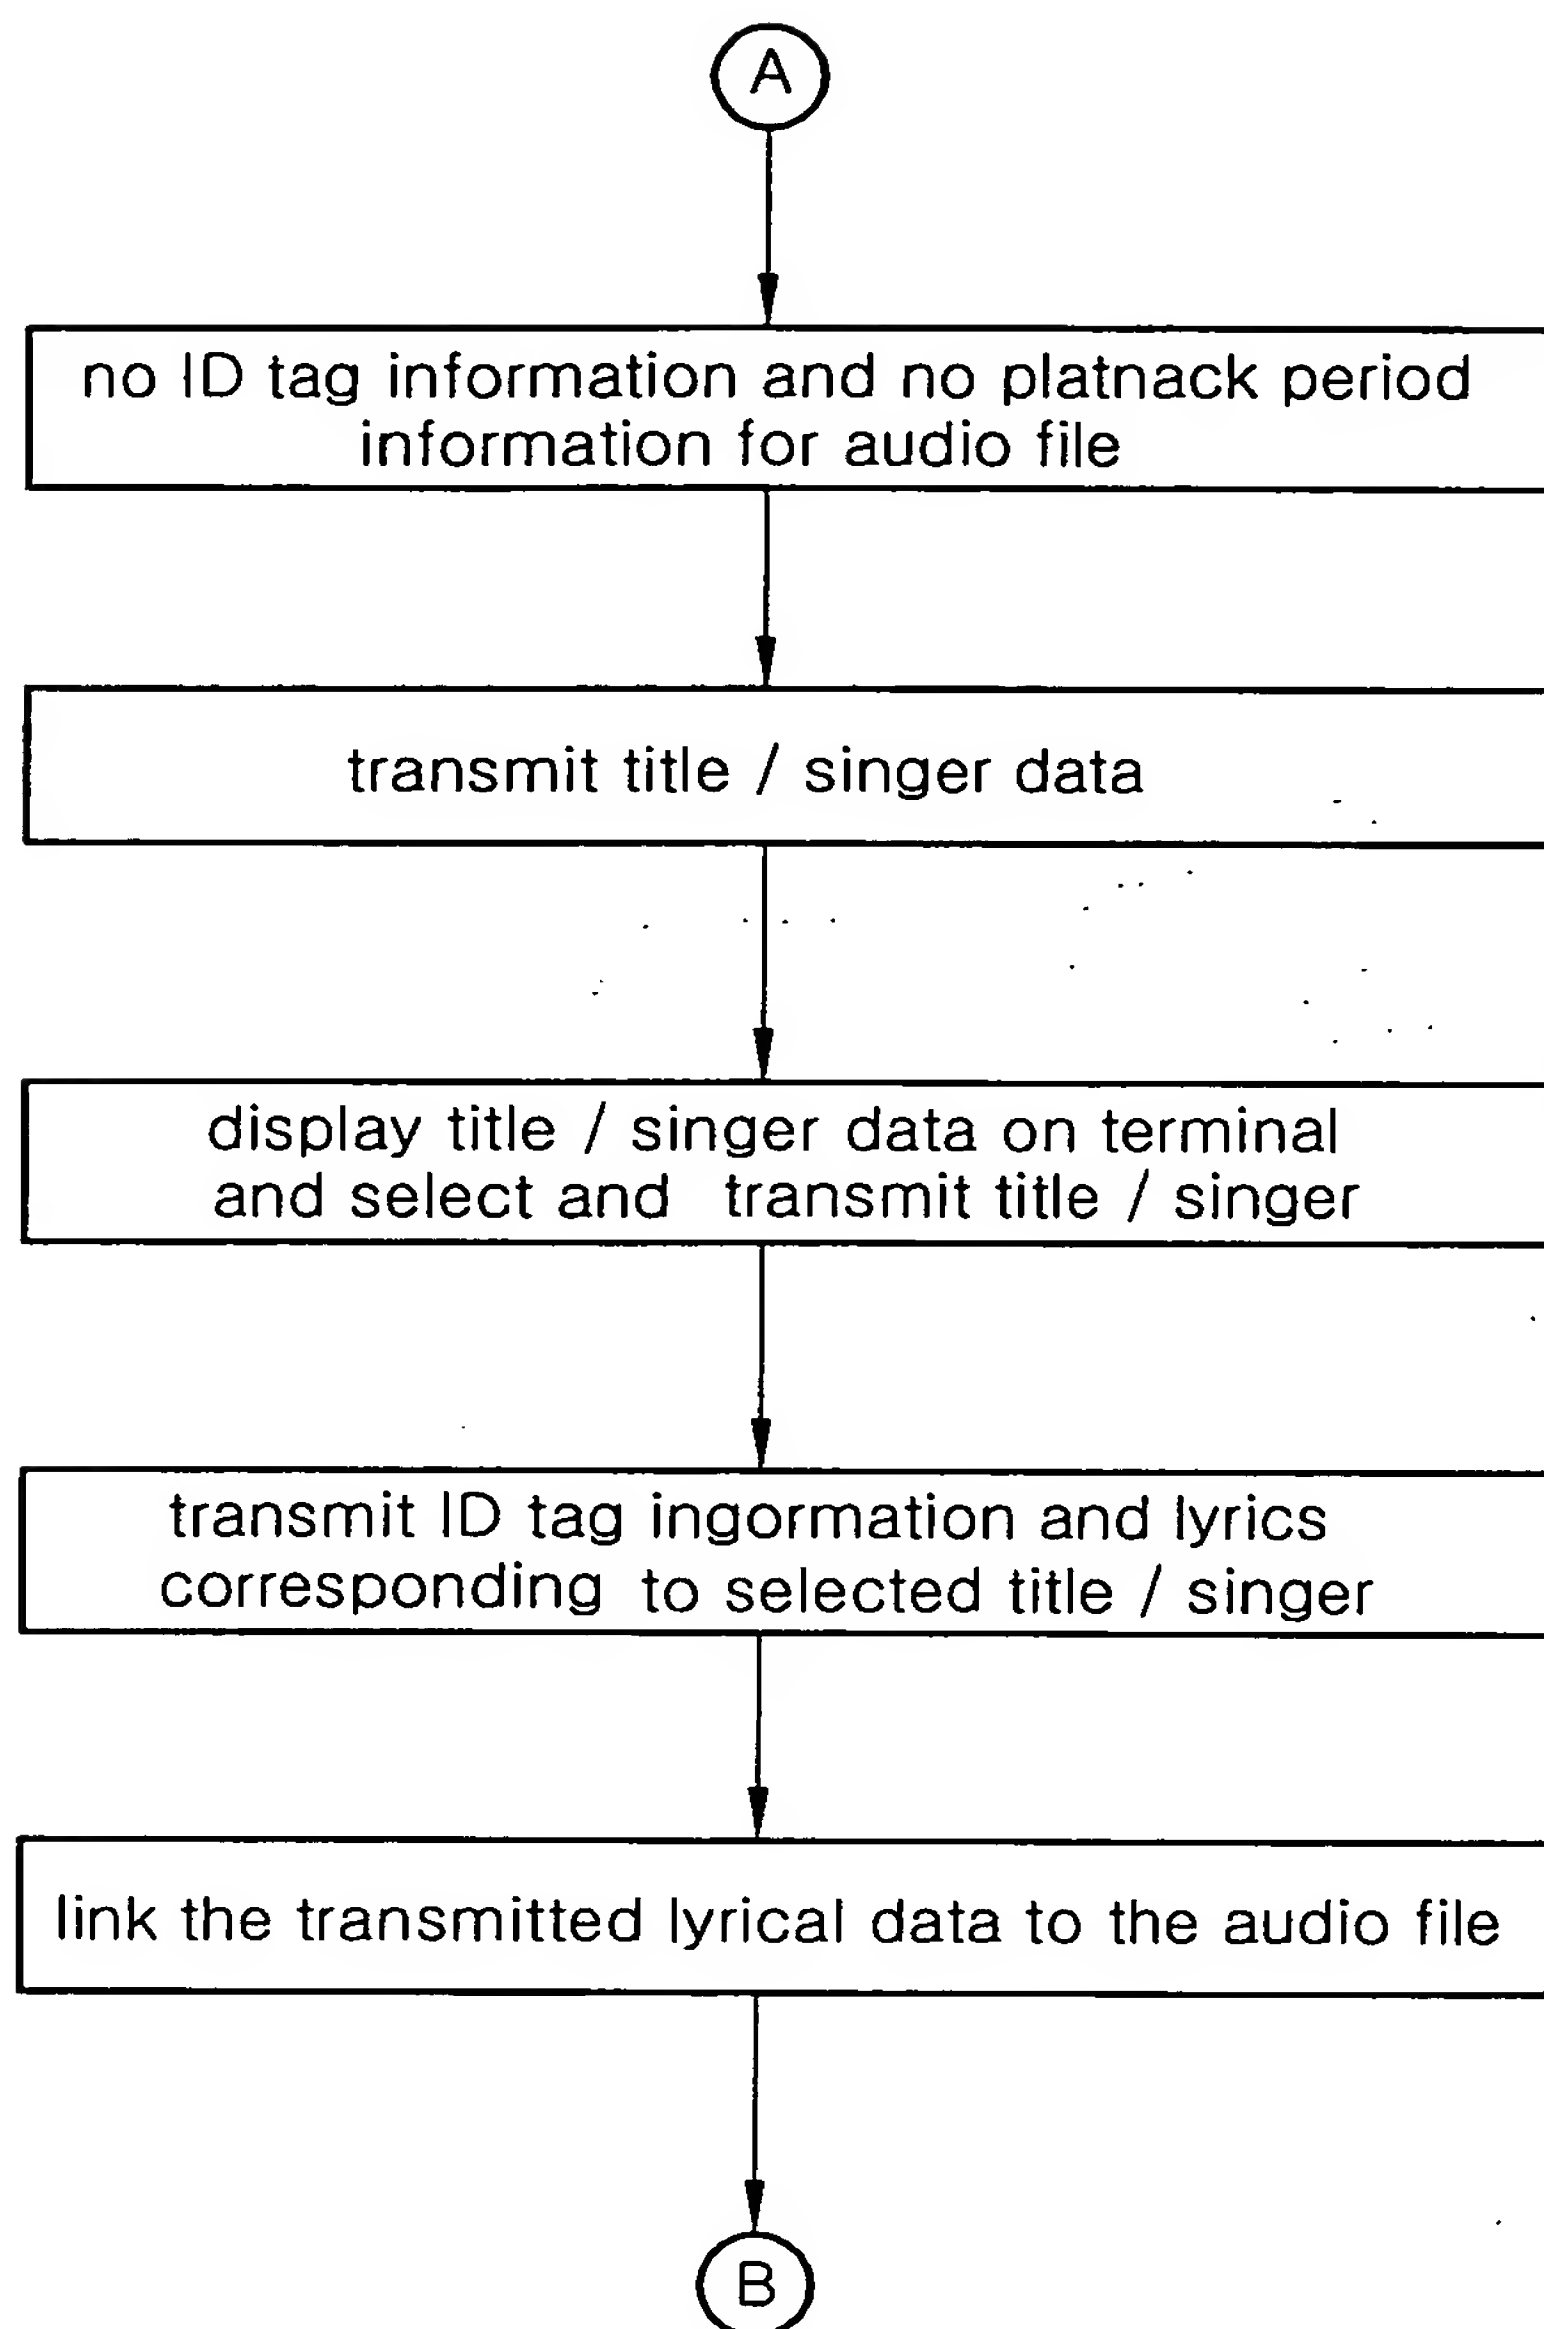 A
no ID tag information and no platnack period
information for audio file
transmit title / singer data
display title / singer data on terminal
and select and transmit title / singer
transmit ID tag ingormation and lyrics
corresponding to selected title / singer
link the transmitted lyrical data to the audio file
B